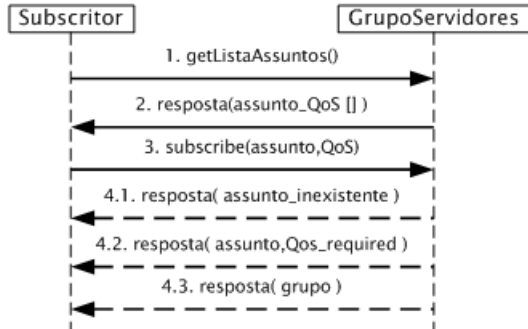 Subscritor
GrupoServidores
1. getListaAssuntos()
2. resposta(assunto_QoS [] )
3. subscribe(assunto,QoS)
4.1. resposta( assunto_inexistente )
4.2. resposta( assunto,Qos_required )
4.3. resposta( grupo )